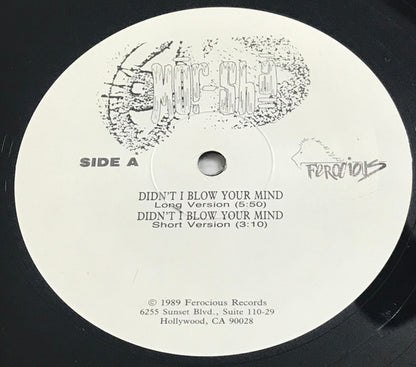 Mor-Sha
SIDE A
Ferocious
DIDN'T I BLOW YOUR MIND
Long Version (5:50)
DIDN'T I BLOW YOUR MIND
Short Version (3:10)
© 1989 Ferocious Records
6255 Sunset Blvd., Suite 110-29
Hollywood, CA 90028